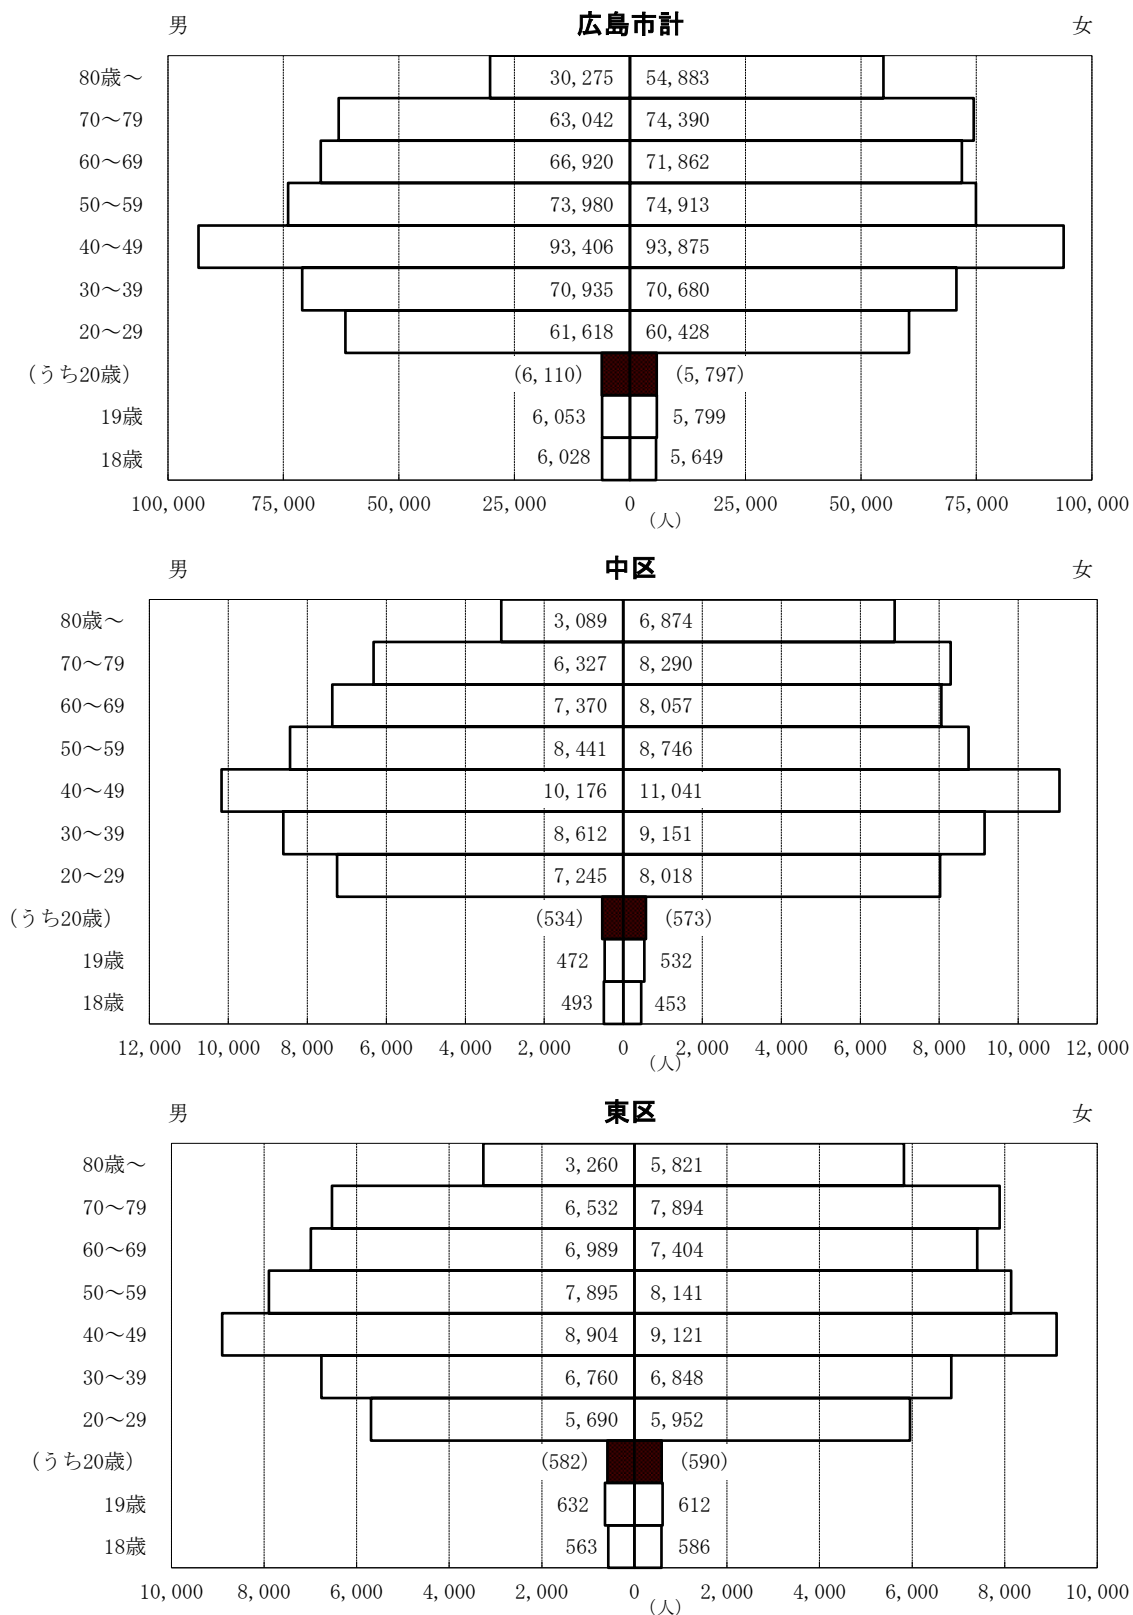 男 広島市計 女
80歳～ 30,275 54,883
70～79 63,042 74,390
60～69 66,920 71,862
50～59 73,980 74,913
40～49 93,406 93,875
30～39 70,935 70,680
20～29 61,618 60,428
（うち20歳） (6,110) (5,797)
19歳 6,053 5,799
18歳 6,028 5,649
100,000 75,000 50,000 25,000 0 25,000 50,000 75,000 100,000
（人）
男 中区 女
80歳～ 3,089 6,874
70～79 6,327 8,290
60～69 7,370 8,057
50～59 8,441 8,746
40～49 10,176 11,041
30～39 8,612 9,151
20～29 7,245 8,018
（うち20歳） (534) (573)
19歳 472 532
18歳 493 453
12,000 10,000 8,000 6,000 4,000 2,000 0 2,000 4,000 6,000 8,000 10,000 12,000
（人）
男 東区 女
80歳～ 3,260 5,821
70～79 6,532 7,894
60～69 6,989 7,404
50～59 7,895 8,141
40～49 8,904 9,121
30～39 6,760 6,848
20～29 5,690 5,952
（うち20歳） (582) (590)
19歳 632 612
18歳 563 586
10,000 8,000 6,000 4,000 2,000 0 2,000 4,000 6,000 8,000 10,000
（人）